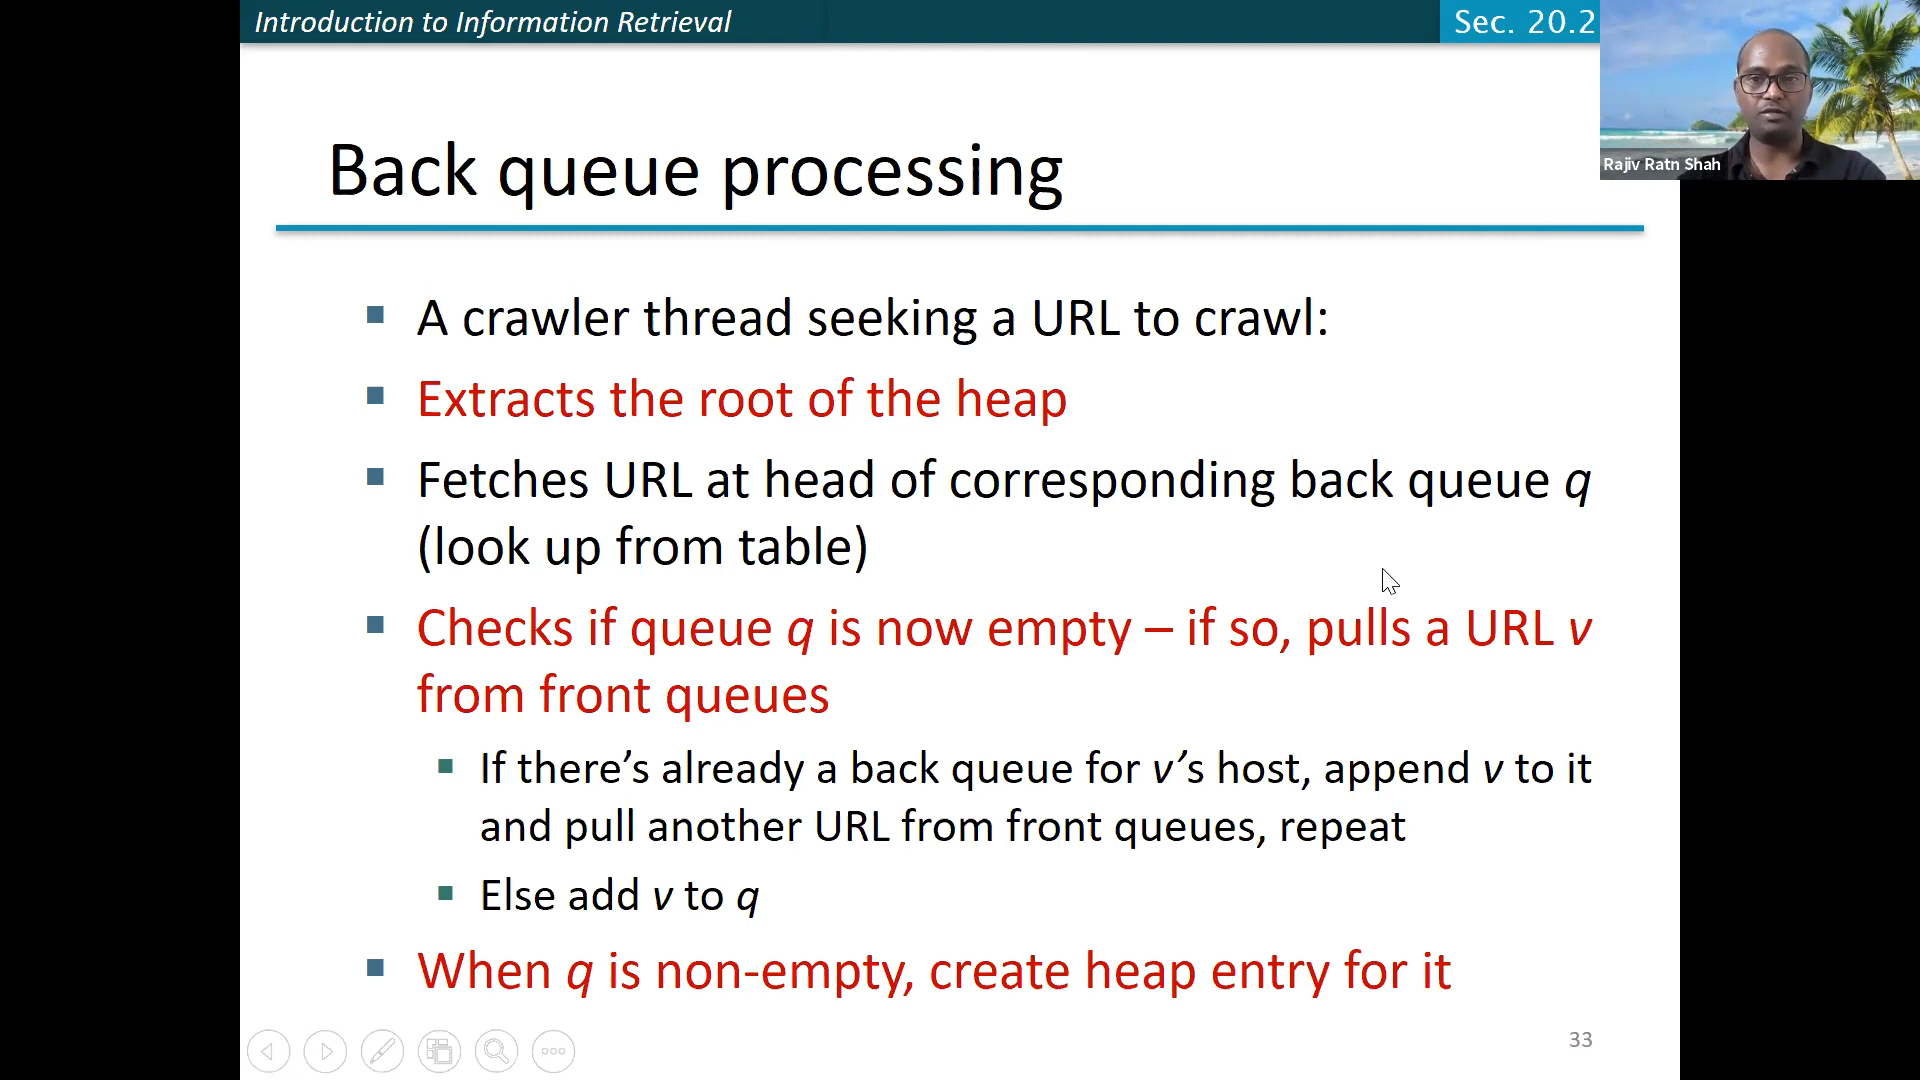 Introduction to Information Retrieval
Sec. 20.2
Rajiv Ratn Shah
Back queue processing
A crawler thread seeking a URL to crawl:
Extracts the root of the heap
Fetches URL at head of corresponding back queue q
(look up from table)
Checks if queue q is now empty – if so, pulls a URL v
from front queues
If there’s already a back queue for v’s host, append v to it
and pull another URL from front queues, repeat
Else add v to q
When q is non-empty, create heap entry for it
33